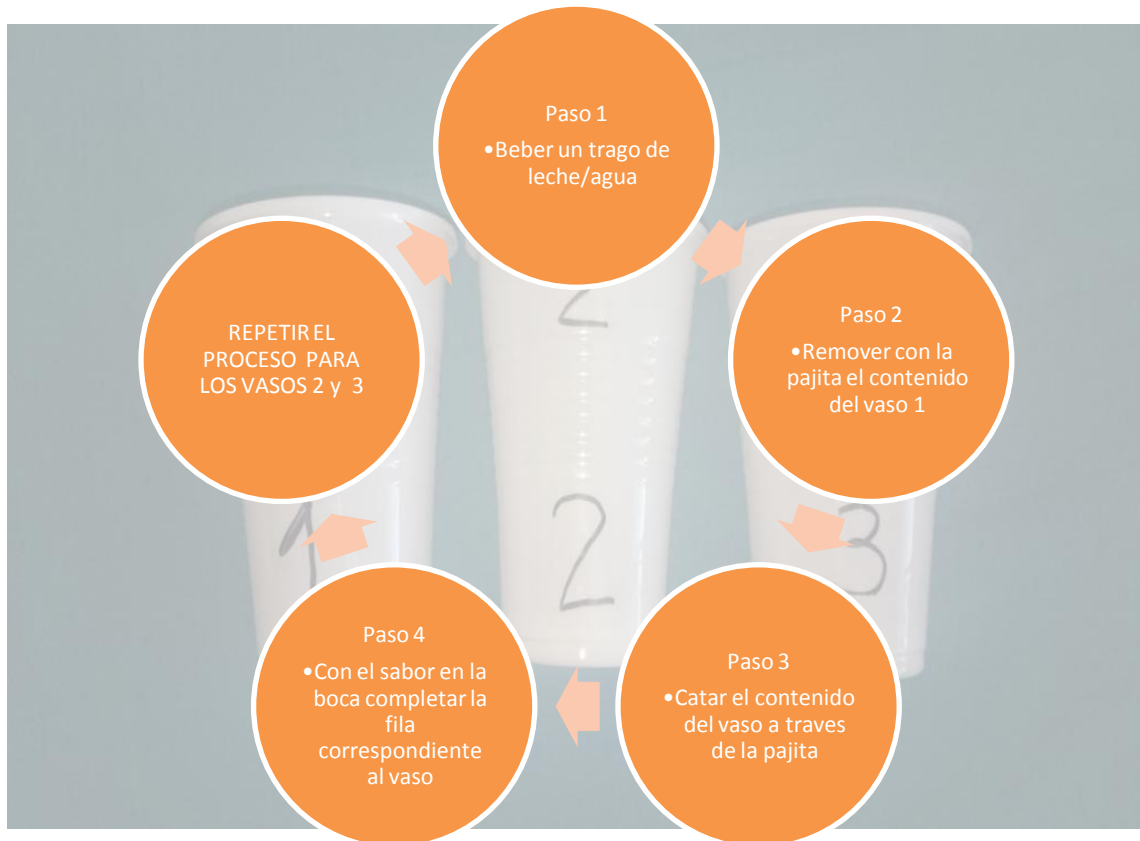 Paso 1
•Beber un trago de
leche/agua
Paso 2
•Remover con la
pajita el contenido
del vaso 1
Paso 3
•Catar el contenido
del vaso a traves
de la pajita
Paso 4
•Con el sabor en la
boca completar la
fila
correspondiente
al vaso
REPETIR EL
PROCESO PARA
LOS VASOS 2 y 3
1
2
2
3